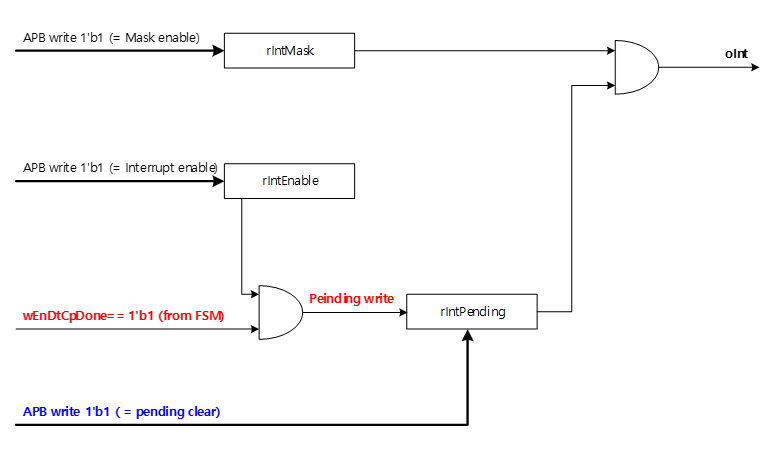 APB write 1'b1 (= Mask enable)
rIntMask
oInt
APB write 1'b1 (= Interrupt enable)
rIntEnable
Peinding write
wEnDtCpDone== 1'b1 (from FSM)
rIntPending
APB write 1'b1 ( = pending clear)